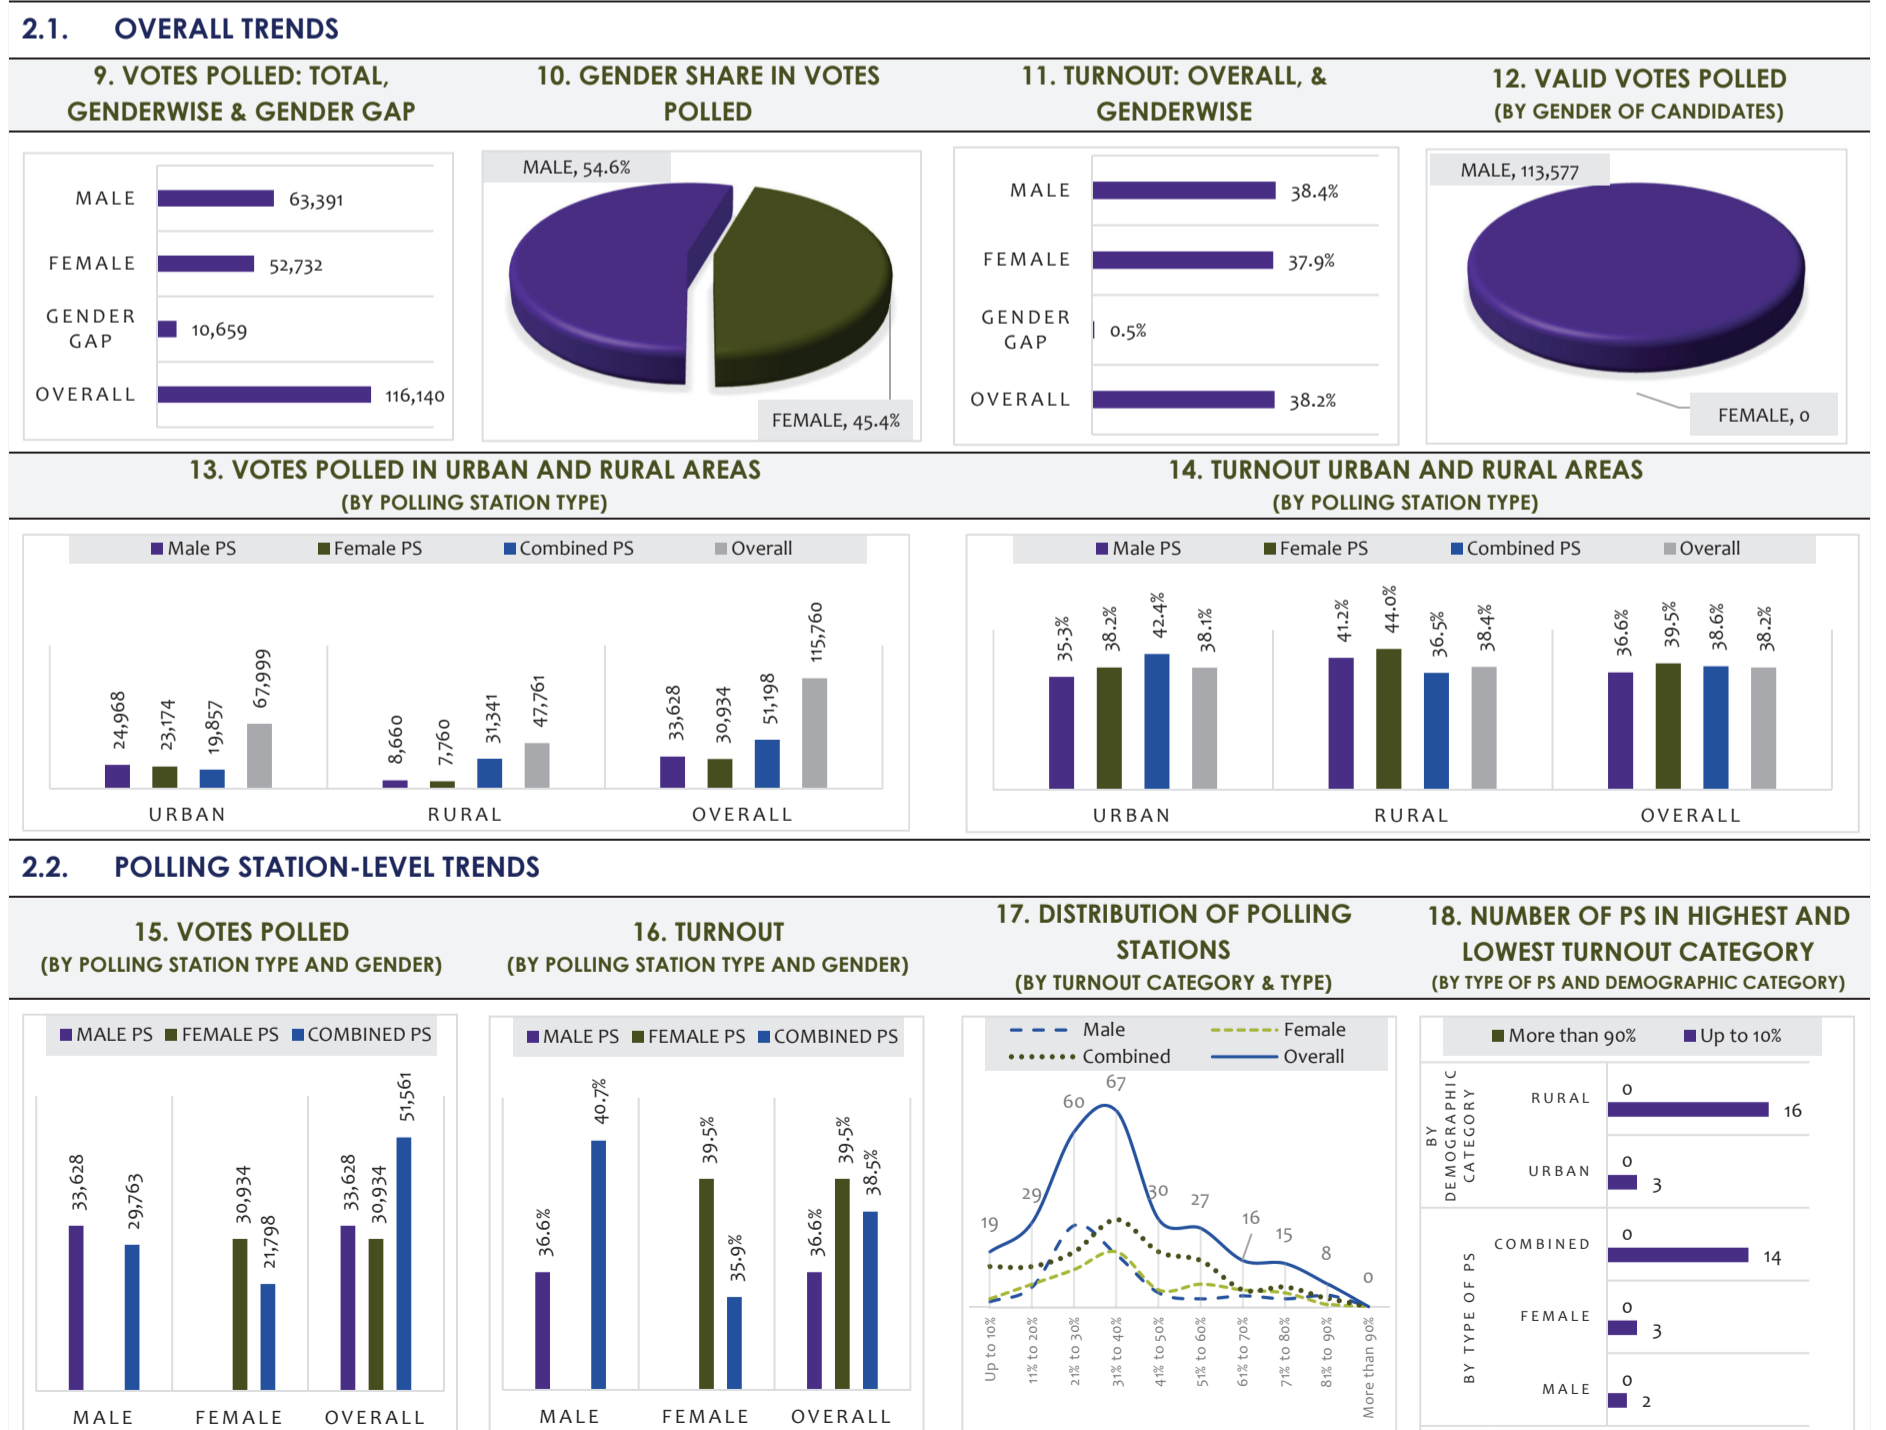 2.1. OVERALL TRENDS
9. VOTES POLLED: TOTAL,
GENDERWISE & GENDER GAP
10. GENDER SHARE IN VOTES
POLLED
11. TURNOUT: OVERALL, &
GENDERWISE
12. VALID VOTES POLLED
(BY GENDER OF CANDIDATES)
MALE 63,391
FEMALE 52,732
GENDER
GAP 10,659
OVERALL 116,140
MALE, 54.6%
FEMALE, 45.4%
MALE 38.4%
FEMALE 37.9%
GENDER
GAP 0.5%
OVERALL 38.2%
MALE, 113,577
FEMALE, 0
13. VOTES POLLED IN URBAN AND RURAL AREAS
(BY POLLING STATION TYPE)
14. TURNOUT URBAN AND RURAL AREAS
(BY POLLING STATION TYPE)
Male PS Female PS Combined PS Overall
24,968 23,174 19,857 67,999
8,660 7,760 31,341 47,761
33,628 30,934 51,198 115,760
URBAN RURAL OVERALL
Male PS Female PS Combined PS Overall
35.3% 38.2% 42.4% 38.1%
41.2% 44.0% 36.5% 38.4%
36.6% 39.5% 38.6% 38.2%
URBAN RURAL OVERALL
2.2. POLLING STATION-LEVEL TRENDS
15. VOTES POLLED
(BY POLLING STATION TYPE AND GENDER)
16. TURNOUT
(BY POLLING STATION TYPE AND GENDER)
17. DISTRIBUTION OF POLLING
STATIONS
(BY TURNOUT CATEGORY & TYPE)
18. NUMBER OF PS IN HIGHEST AND
LOWEST TURNOUT CATEGORY
(BY TYPE OF PS AND DEMOGRAPHIC CATEGORY)
MALE PS FEMALE PS COMBINED PS
33,628 29,763
30,934 21,798
33,628 30,934 51,561
MALE FEMALE OVERALL
MALE PS FEMALE PS COMBINED PS
36.6% 40.7%
39.5% 35.9%
36.6% 39.5% 38.5%
MALE FEMALE OVERALL
Male Female
Combined Overall
19 29 60 67 30 27 16 15 8 0
Up to 10%
11% to 20%
21% to 30%
31% to 40%
41% to 50%
51% to 60%
61% to 70%
71% to 80%
81% to 90%
More than 90%
More than 90% Up to 10%
BY
DEMOGRAPHIC
CATEGORY
RURAL 0
16
URBAN 0
3
BY TYPE OF PS
COMBINED 0
14
FEMALE 0
3
MALE 0
2